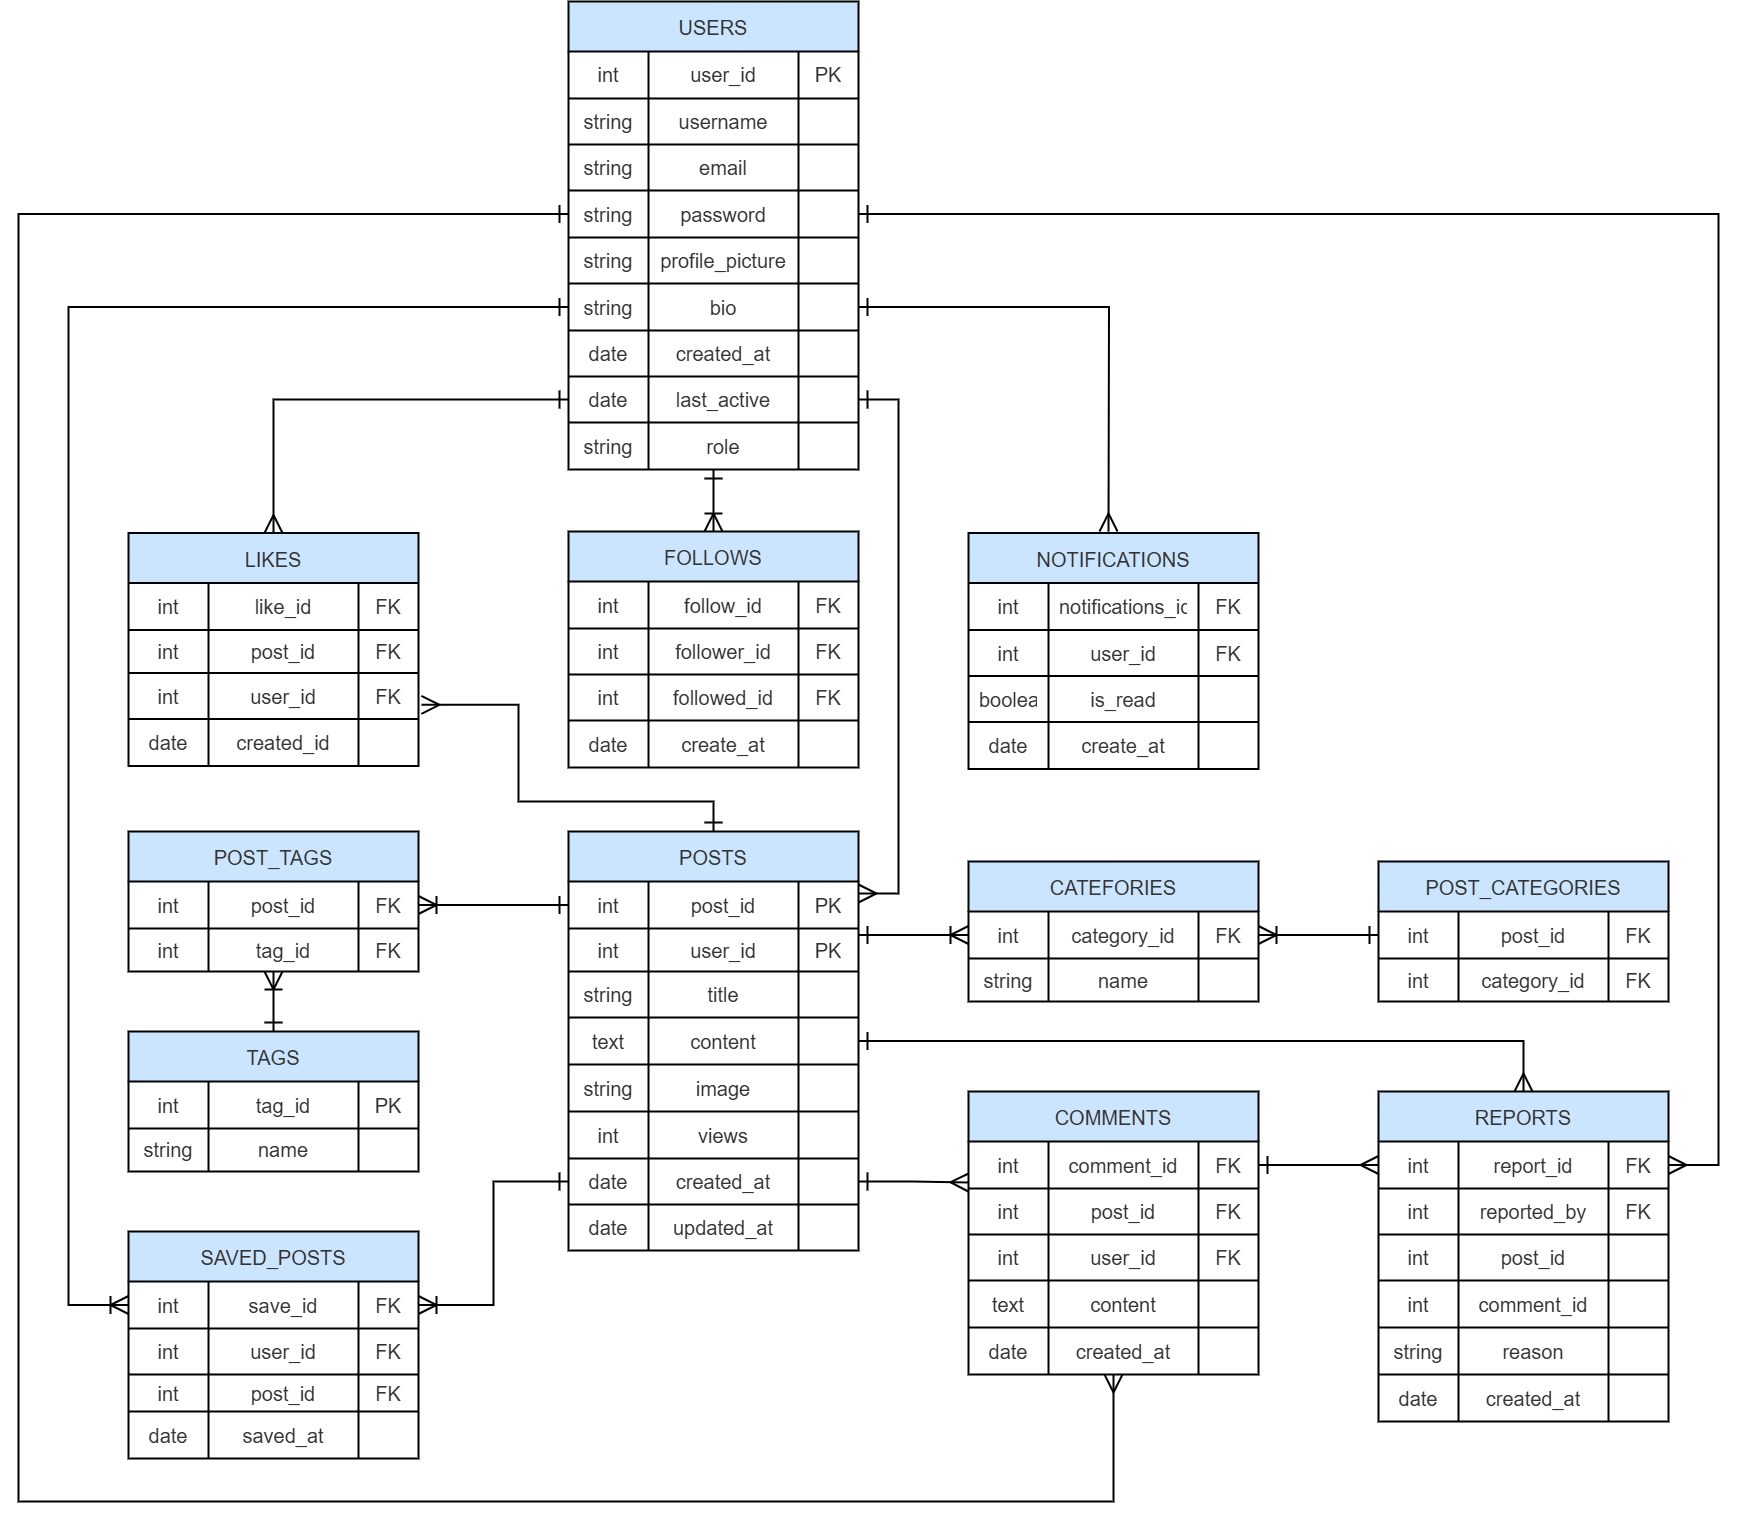 USERS
int user_id PK
string username
string email
string password
string profile_picture
string bio
date created_at
date last_active
string role
LIKES
int like_id FK
int post_id FK
int user_id FK
date created_id
FOLLOWS
int follow_id FK
int follower_id FK
int followed_id FK
date create_at
NOTIFICATIONS
int notifications_ic FK
int user_id FK
boolea is_read
date create_at
POST_TAGS
int post_id FK
int tag_id FK
POSTS
int post_id PK
int user_id PK
string title
text content
string image
int views
date created_at
date updated_at
CATEFORIES
int category_id FK
string name
POST_CATEGORIES
int post_id FK
int category_id FK
TAGS
int tag_id PK
string name
COMMENTS
int comment_id FK
int post_id FK
int user_id FK
text content
date created_at
REPORTS
int report_id FK
int reported_by FK
int post_id
int comment_id
string reason
date created_at
SAVED_POSTS
int save_id FK
int user_id FK
int post_id FK
date saved_at